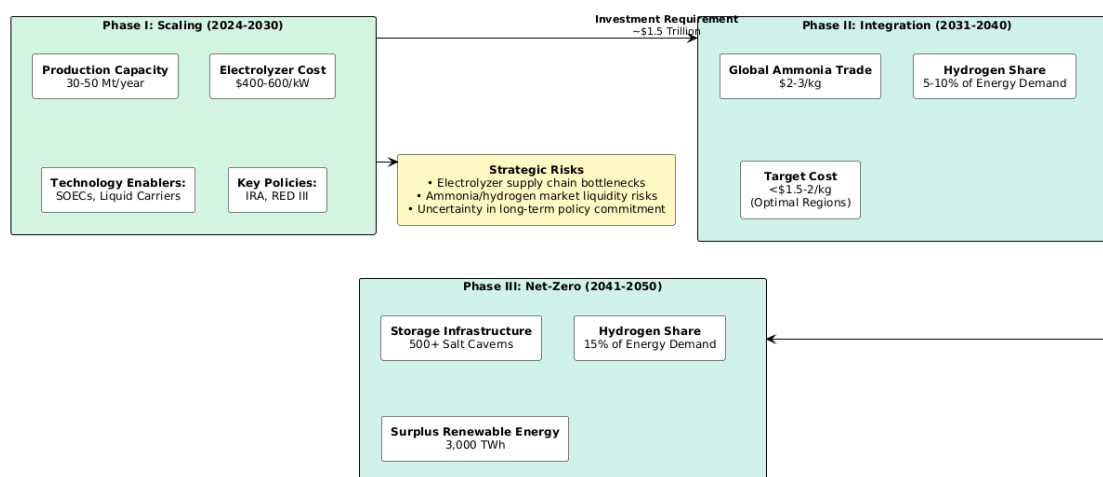 Phase I: Scaling (2024-2030)
Production Capacity
30-50 Mt/year
Electrolyzer Cost
$400-600/kW
Technology Enablers:
SOECs, Liquid Carriers
Key Policies:
IRA, RED III
Investment Requirement
~$1.5 Trillion
Strategic Risks
• Electrolyzer supply chain bottlenecks
• Ammonia/hydrogen market liquidity risks
• Uncertainty in long-term policy commitment
Phase II: Integration (2031-2040)
Global Ammonia Trade
$2-3/kg
Hydrogen Share
5-10% of Energy Demand
Target Cost
<$1.5-2/kg
(Optimal Regions)
Phase III: Net-Zero (2041-2050)
Storage Infrastructure
500+ Salt Caverns
Hydrogen Share
15% of Energy Demand
Surplus Renewable Energy
3,000 TWh